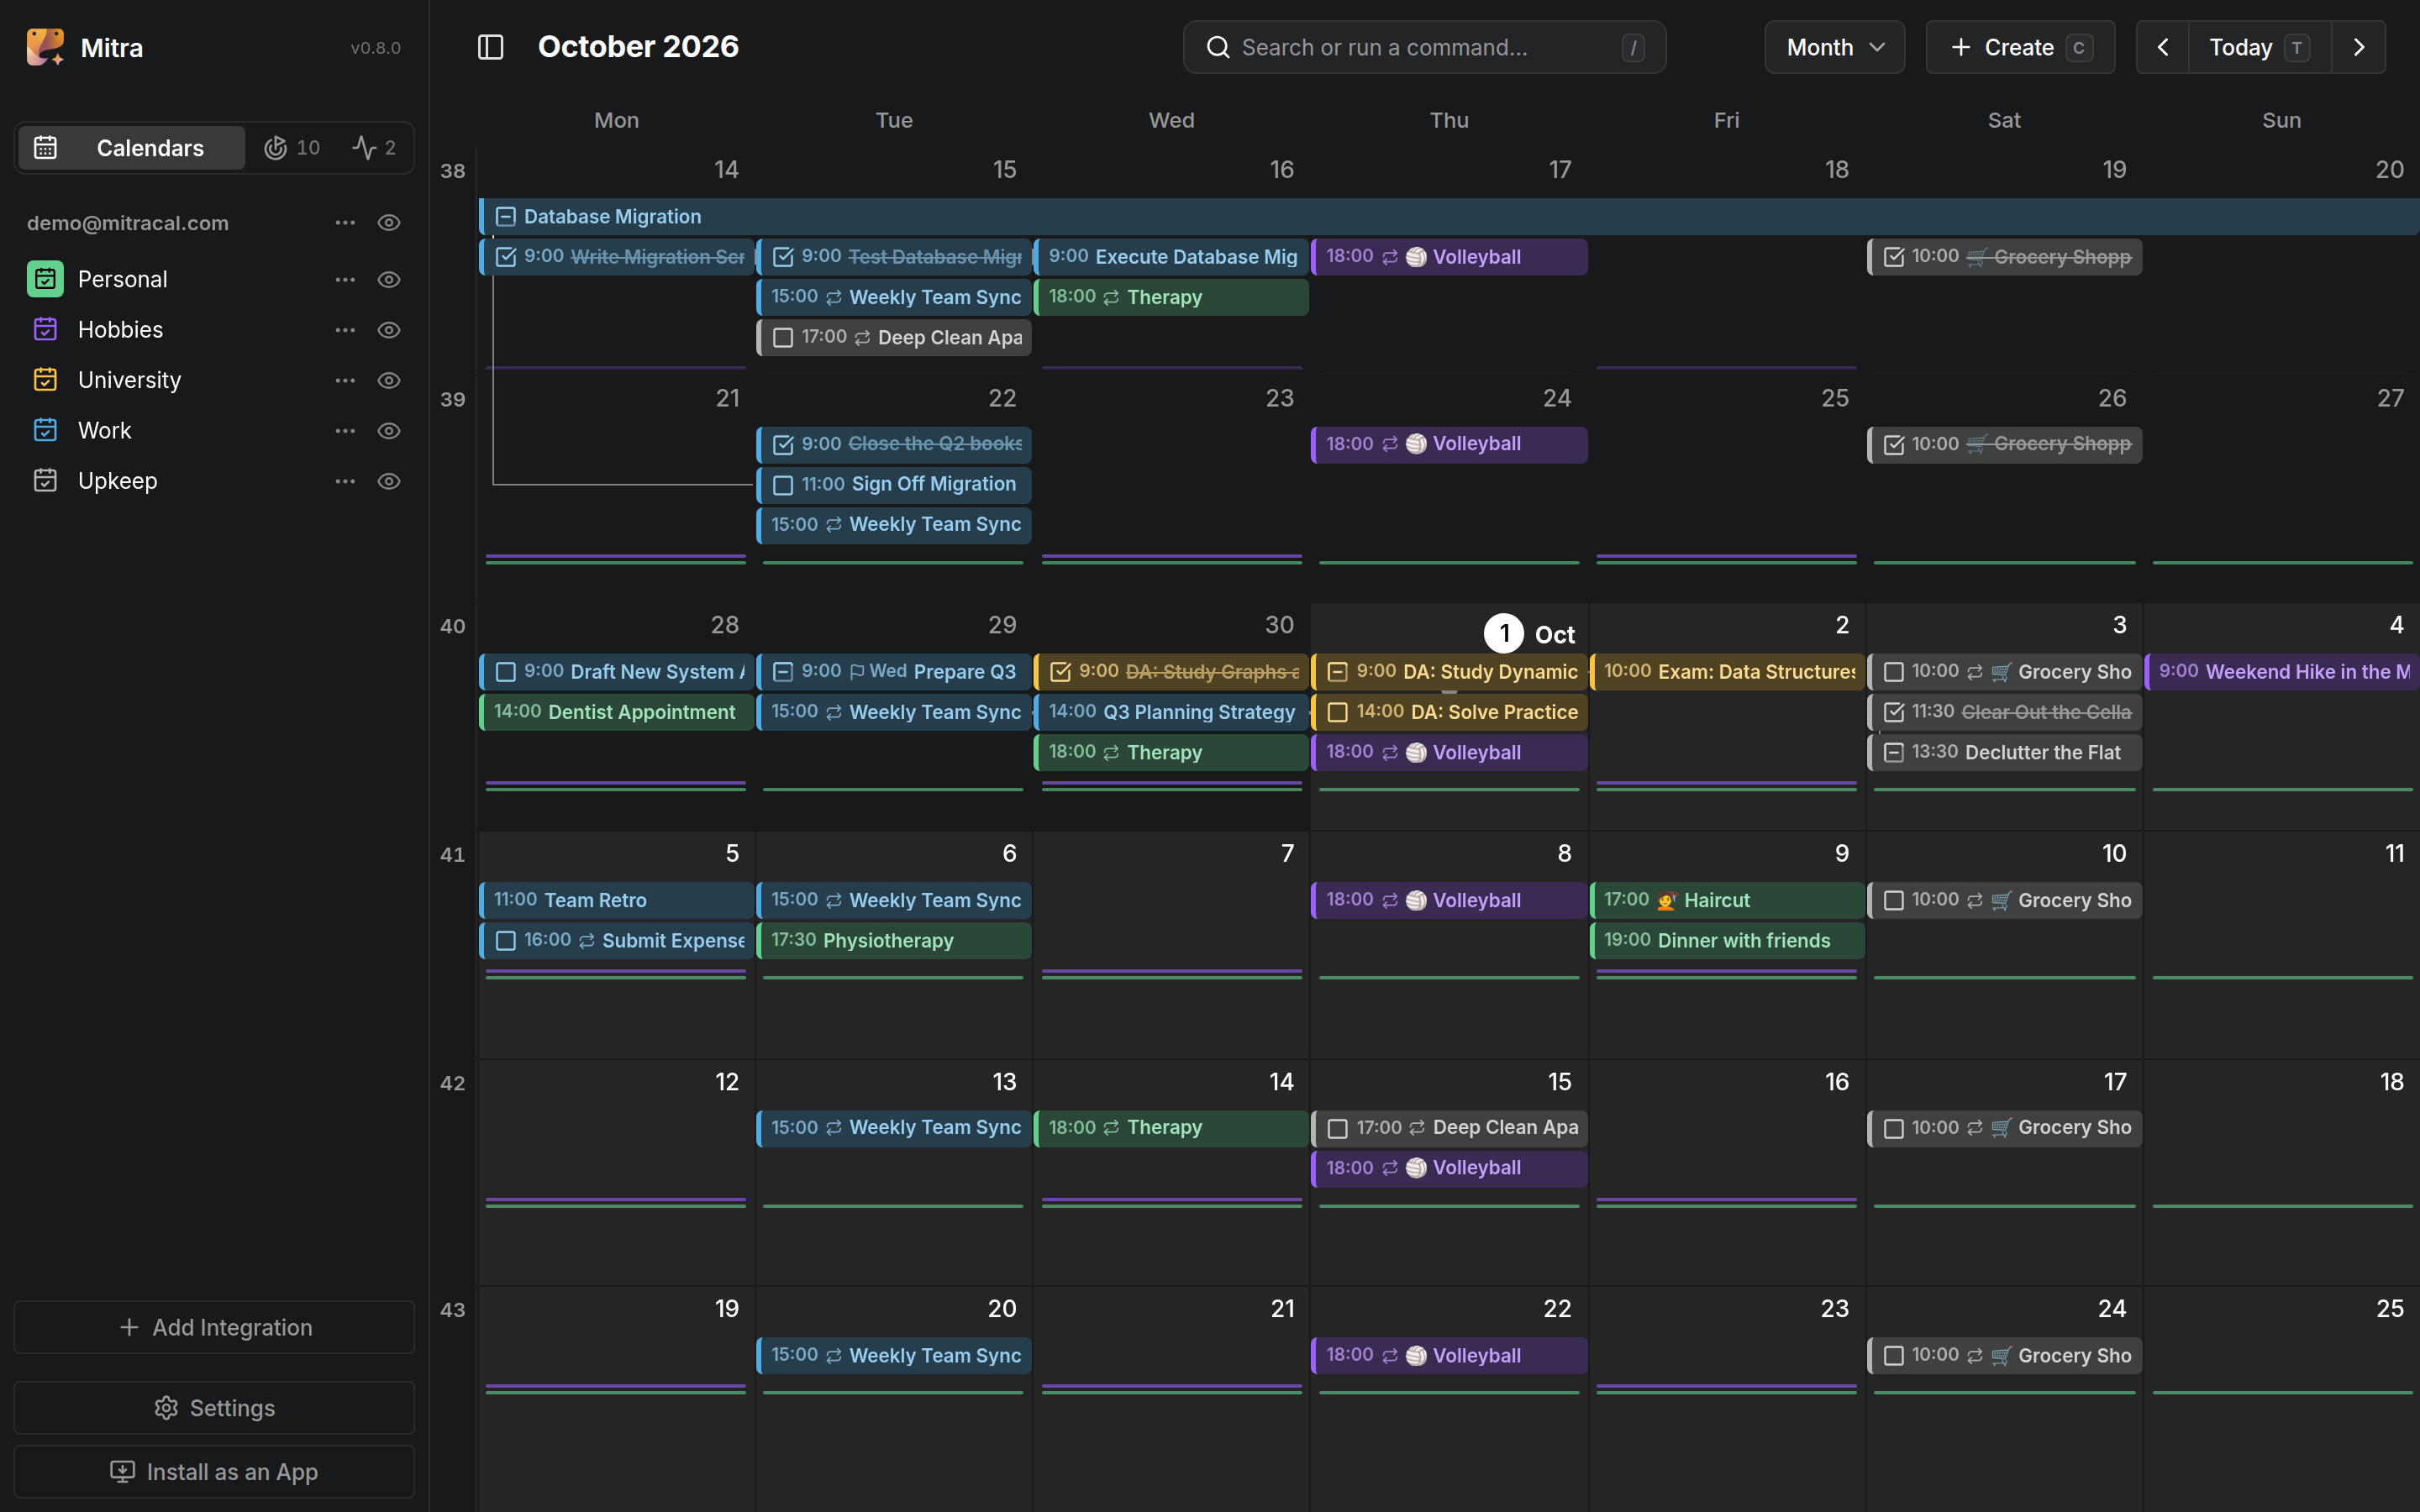 Mitra
v0.8.0
October 2026
Search or run a command...
/
Month
Create
C
Today
T
Calendars
10
2
demo@mitracal.com
Personal
Hobbies
University
Work
Upkeep
Add Integration
Settings
Install as an App
Mon
Tue
Wed
Thu
Fri
Sat
Sun
38
14
15
16
17
18
19
20
Database Migration
9:00 Write Migration Scr
9:00 Test Database Migr
9:00 Execute Database Mig
18:00 🏐 Volleyball
10:00 🛒 Grocery Shopp
15:00 Weekly Team Sync
18:00 Therapy
17:00 Deep Clean Apa
39
21
22
23
24
25
26
27
9:00 Close the Q2 books
18:00 🏐 Volleyball
10:00 🛒 Grocery Shopp
11:00 Sign Off Migration
15:00 Weekly Team Sync
40
28
29
30
1 Oct
2
3
4
9:00 Draft New System A
9:00 Wed Prepare Q3
9:00 DA: Study Graphs a
9:00 DA: Study Dynamic
10:00 Exam: Data Structures
10:00 🛒 Grocery Sho
9:00 Weekend Hike in the M
14:00 Dentist Appointment
15:00 Weekly Team Sync
14:00 Q3 Planning Strategy
14:00 DA: Solve Practice
11:30 Clear Out the Cella
18:00 Therapy
18:00 🏐 Volleyball
13:30 Declutter the Flat
41
5
6
7
8
9
10
11
11:00 Team Retro
15:00 Weekly Team Sync
18:00 🏐 Volleyball
17:00 💇 Haircut
10:00 🛒 Grocery Sho
16:00 Submit Expense
17:30 Physiotherapy
19:00 Dinner with friends
42
12
13
14
15
16
17
18
15:00 Weekly Team Sync
18:00 Therapy
17:00 Deep Clean Apa
10:00 🛒 Grocery Sho
18:00 🏐 Volleyball
43
19
20
21
22
23
24
25
15:00 Weekly Team Sync
18:00 🏐 Volleyball
10:00 🛒 Grocery Sho